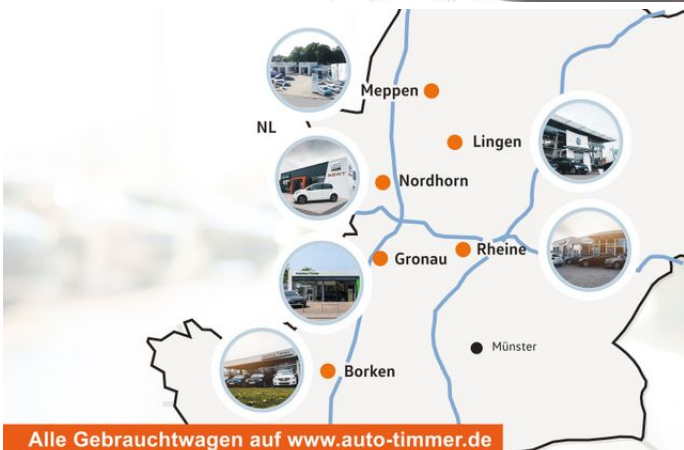 Meppen
NL
Lingen
Nordhorn
Gronau
Rheine
Münster
Borken
Alle Gebrauchtwagen auf www.auto-timmer.de